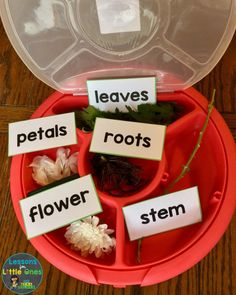 leaves
petals
roots
flower
stem
Lessons
for
Little Ones